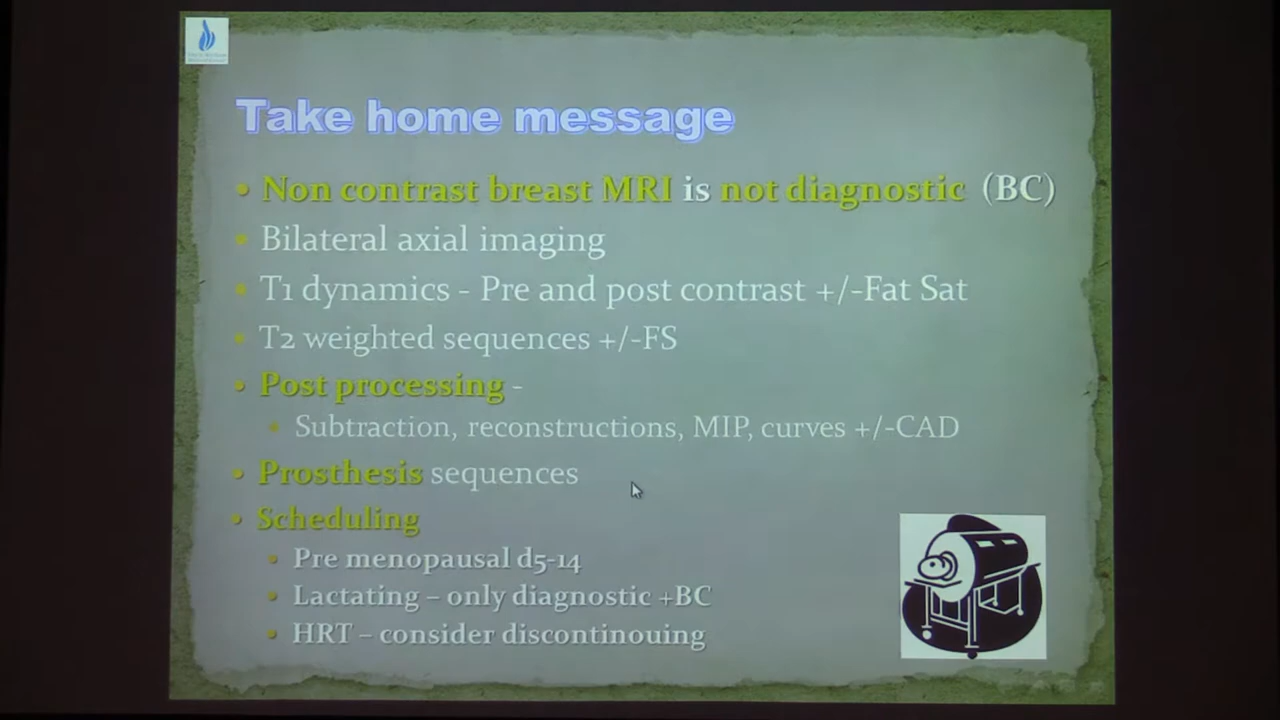 Take home message
• Non contrast breast MRI is not diagnostic (BC)
• Bilateral axial imaging
• T1 dynamics - Pre and post contrast +/-Fat Sat
• T2 weighted sequences +/-FS
• Post processing -
• Subtraction, reconstructions, MIP, curves +/-CAD
• Prosthesis sequences
• Scheduling
• Pre menopausal d5-14
• Lactating – only diagnostic +BC
• HRT – consider discontinouing